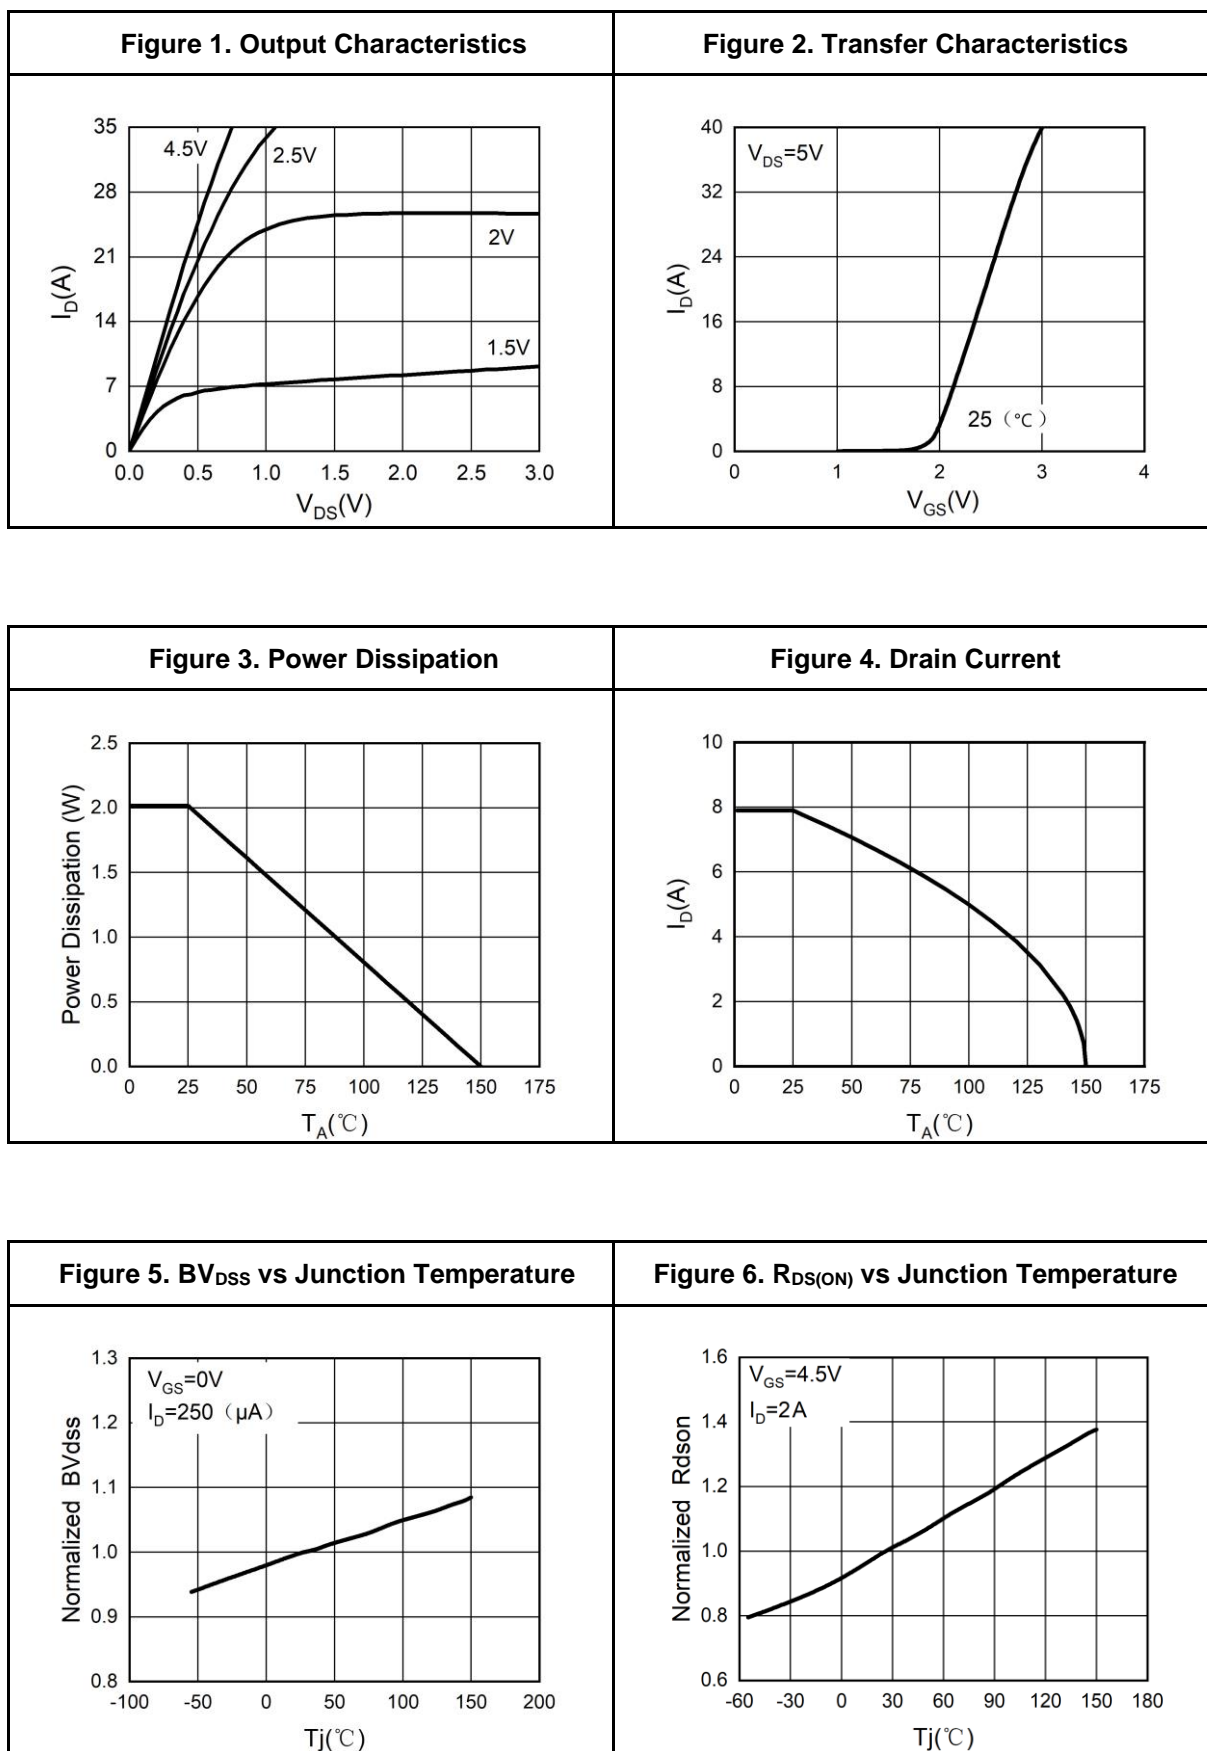 Figure 1. Output Characteristics
Figure 2. Transfer Characteristics
35
28
21
14
7
0
I_D(A)
4.5V
2.5V
2V
1.5V
0.0 0.5 1.0 1.5 2.0 2.5 3.0
V_DS(V)
40
32
24
16
8
0
I_D(A)
V_DS=5V
25（℃）
0 1 2 3 4
V_GS(V)
Figure 3. Power Dissipation
Figure 4. Drain Current
2.5
2.0
1.5
1.0
0.5
0.0
Power Dissipation (W)
0 25 50 75 100 125 150 175
T_A(℃)
10
8
6
4
2
0
I_D(A)
0 25 50 75 100 125 150 175
T_A(℃)
Figure 5. BV_DSS vs Junction Temperature
Figure 6. R_DS(ON) vs Junction Temperature
1.3
1.2
1.1
1.0
0.9
0.8
Normalized BVdss
V_GS=0V
I_D=250（μA）
-100 -50 0 50 100 150 200
Tj(℃)
1.6
1.4
1.2
1.0
0.8
0.6
Normalized Rdson
V_GS=4.5V
I_D=2A
-60 -30 0 30 60 90 120 150 180
Tj(℃)